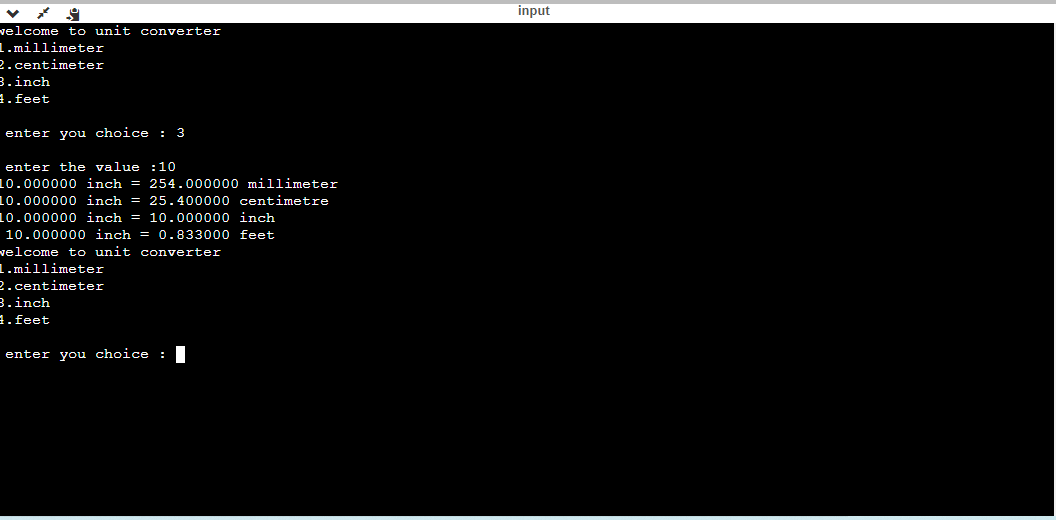 input
welcome to unit converter
1.millimeter
2.centimeter
3.inch
4.feet
enter you choice : 3
enter the value :10
10.000000 inch = 254.000000 millimeter
10.000000 inch = 25.400000 centimetre
10.000000 inch = 10.000000 inch
10.000000 inch = 0.833000 feet
welcome to unit converter
1.millimeter
2.centimeter
3.inch
4.feet
enter you choice :